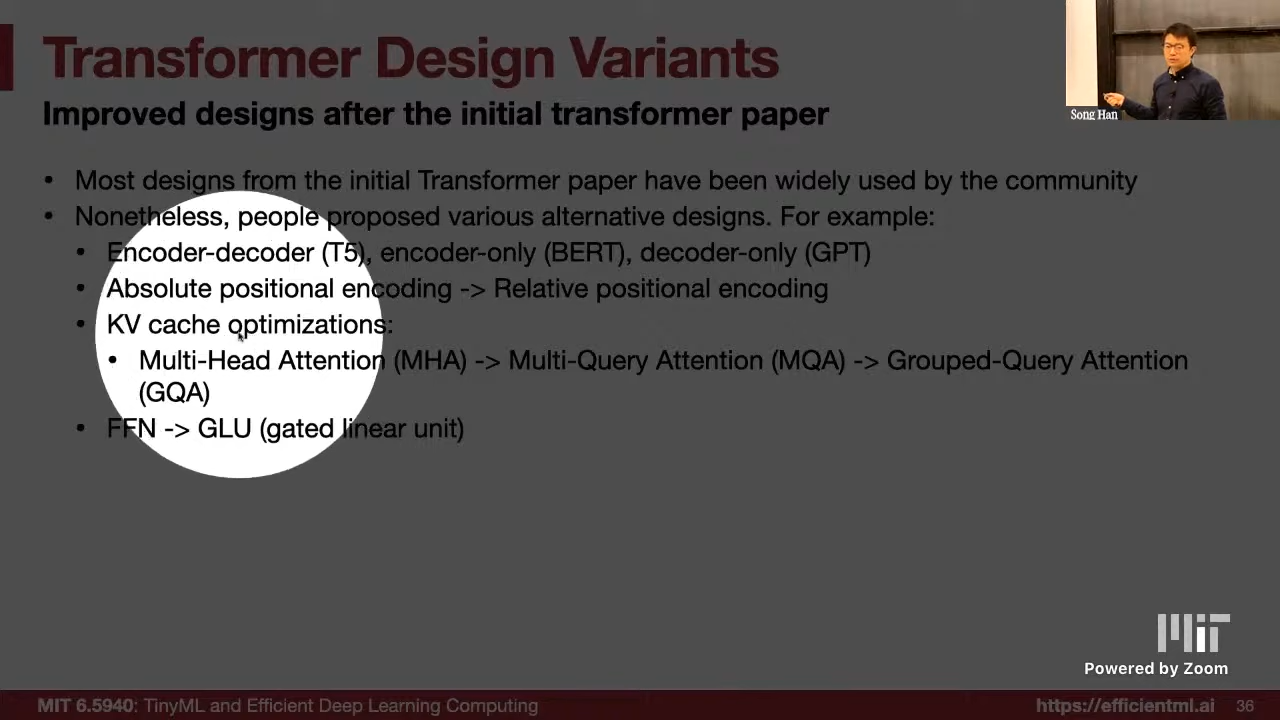 Transformer Design Variants
Improved designs after the initial transformer paper
Song Han
• Most designs from the initial Transformer paper have been widely used by the community
• Nonetheless, people proposed various alternative designs. For example:
• Encoder-decoder (T5), encoder-only (BERT), decoder-only (GPT)
• Absolute positional encoding -> Relative positional encoding
• KV cache optimizations:
• Multi-Head Attention (MHA) -> Multi-Query Attention (MQA) -> Grouped-Query Attention
(GQA)
• FFN -> GLU (gated linear unit)
MIT
Powered by Zoom
MIT 6.5940: TinyML and Efficient Deep Learning Computing
https://efficientml.ai
36